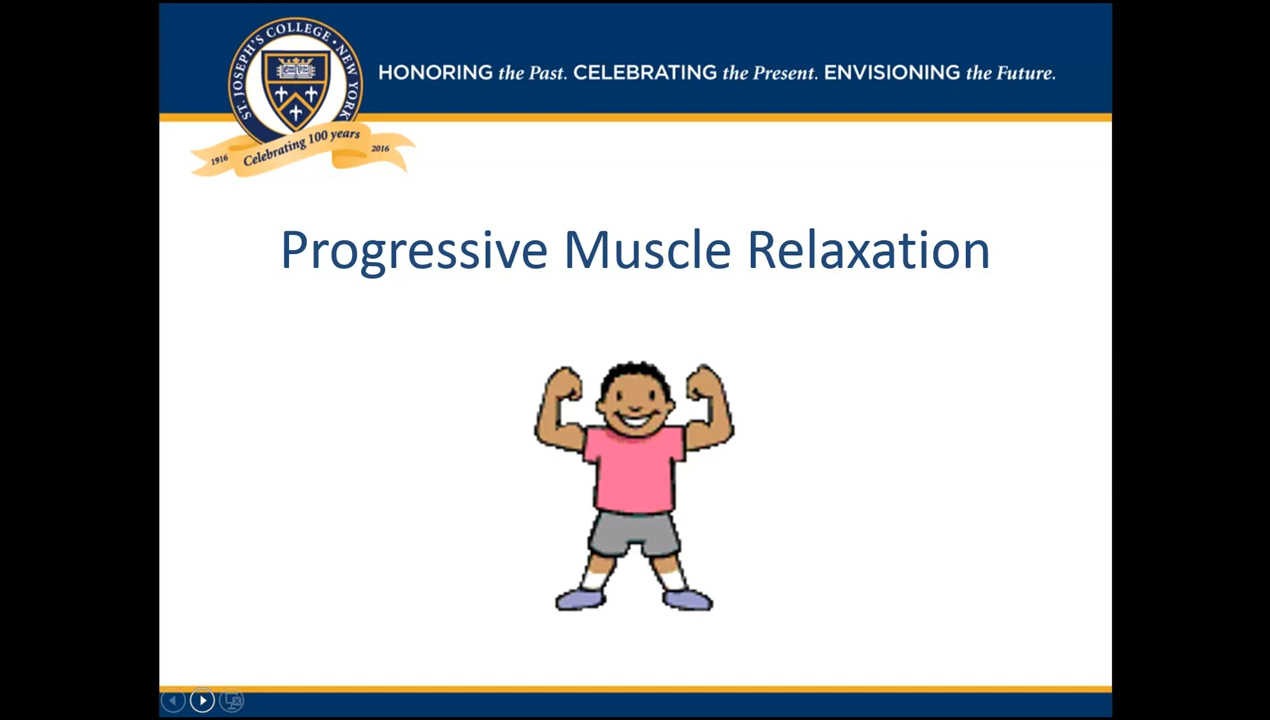 ST. JOSEPH'S COLLEGE • NEW YORK
HONORING the Past. CELEBRATING the Present. ENVISIONING the Future.
1916 Celebrating 100 years 2016
Progressive Muscle Relaxation